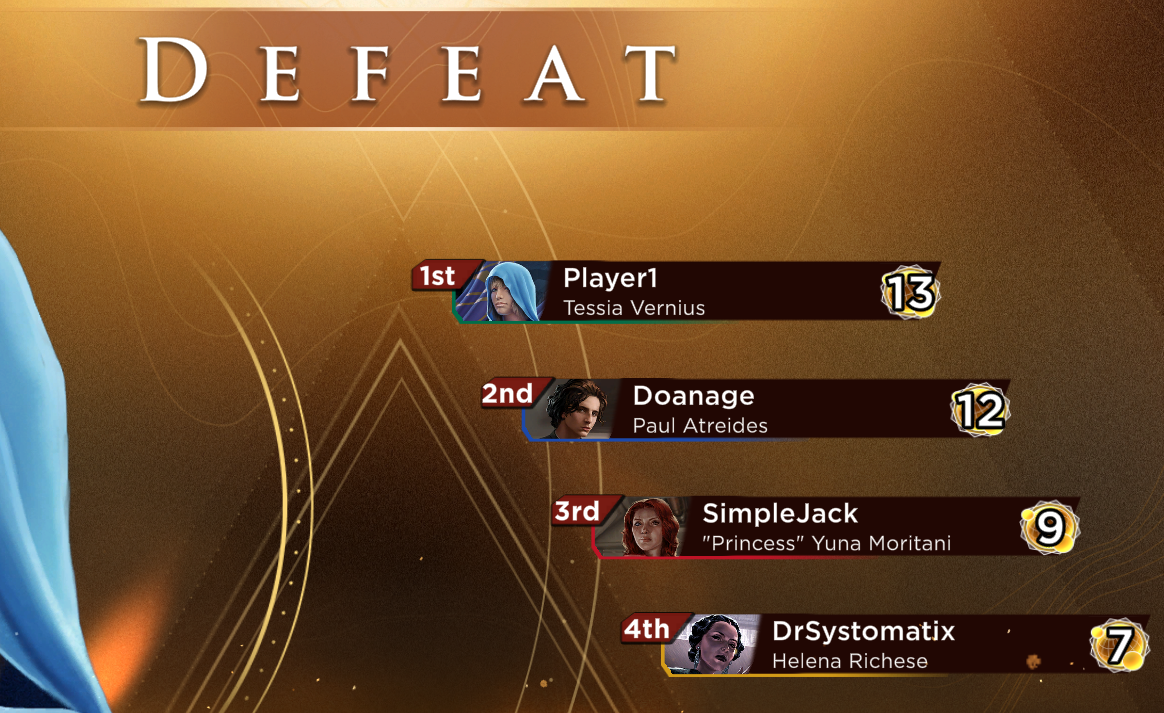 DEFEAT
1st
Player1
13
Tessia Vernius
2nd
Doanage
12
Paul Atreides
3rd
SimpleJack
9
"Princess" Yuna Moritani
4th
DrSystomatix
7
Helena Richese